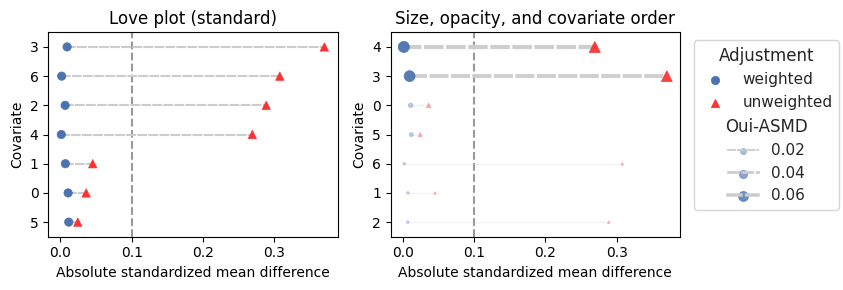 Love plot (standard)
Covariate
3
6
2
4
1
0
5
0.0 0.1 0.2 0.3
Absolute standardized mean difference
Size, opacity, and covariate order
Covariate
4
3
0
5
6
1
2
0.0 0.1 0.2 0.3
Absolute standardized mean difference
Adjustment
weighted
unweighted
Oui-ASMD
0.02
0.04
0.06